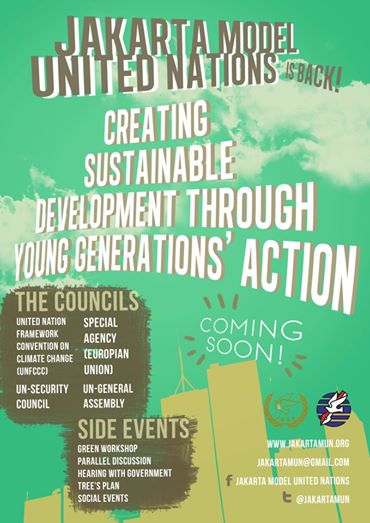 JAKARTA MODEL
UNITED NATIONS IS BACK!
CREATING
SUSTAINABLE
DEVELOPMENT THROUGH
YOUNG GENERATIONS' ACTION
THE COUNCILS
UNITED NATION
FRAMEWORK
CONVENTION ON
CLIMATE CHANGE
(UNFCCC)
UN-SECURITY
COUNCIL
SPECIAL
AGENCY
(EUROPIAN
UNION)
UN-GENERAL
ASSEMBLY
COMING
SOON!
SIDE EVENTS
GREEN WORKSHOP
PARALLEL DISCUSSION
HEARING WITH GOVERNMENT
TREE'S PLAN
SOCIAL EVENTS
WWW.JAKARTAMUN.ORG
JAKARTAMUN@GMAIL.COM
f JAKARTA MODEL UNITED NATIONS
t @JAKARTAMUN